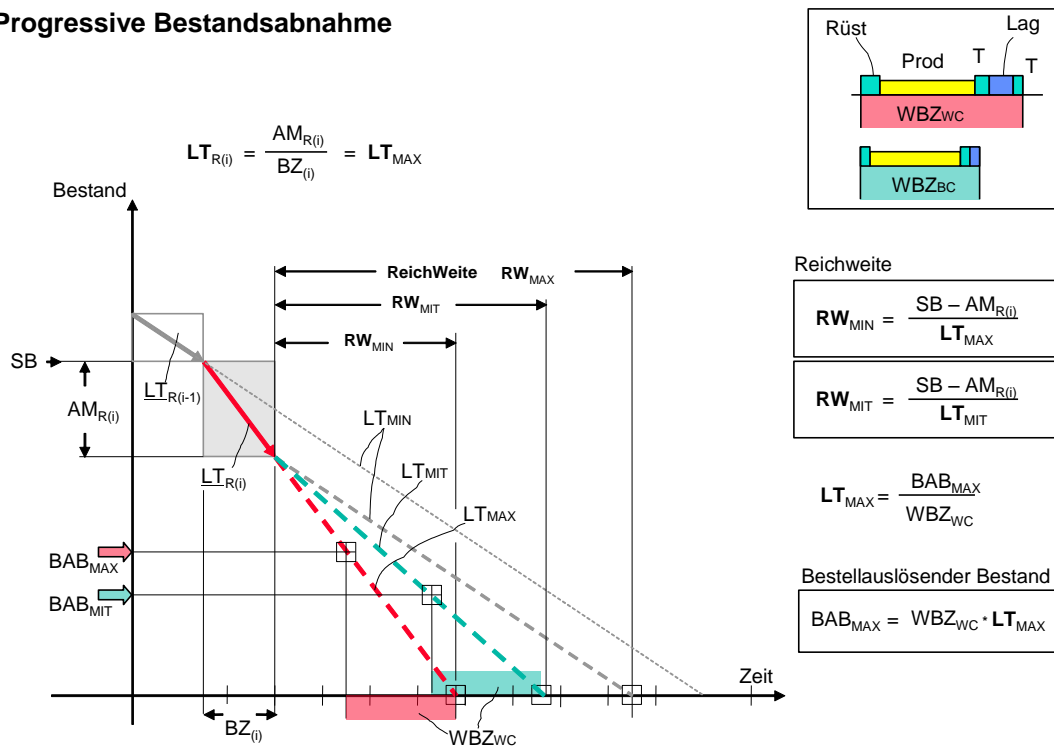 Progressive Bestandsabnahme
Rüst
Lag
Prod
T
T
WBZWC
WBZBC
LTR(i) = AMR(i) / BZ(i) = LTMAX
Bestand
ReichWeite RWMAX
RWMIT
RWMIN
SB
LTR(i-1)
AMR(i)
LTR(i)
LTMIN
LTMIT
LTMAX
BABMAX
BABMIT
Zeit
BZ(i)
WBZWC
Reichweite
RWMIN = SB – AMR(i) / LTMAX
RWMIT = SB – AMR(i) / LTMIT
LTMAX = BABMAX / WBZWC
Bestellauslösender Bestand
BABMAX = WBZWC * LTMAX